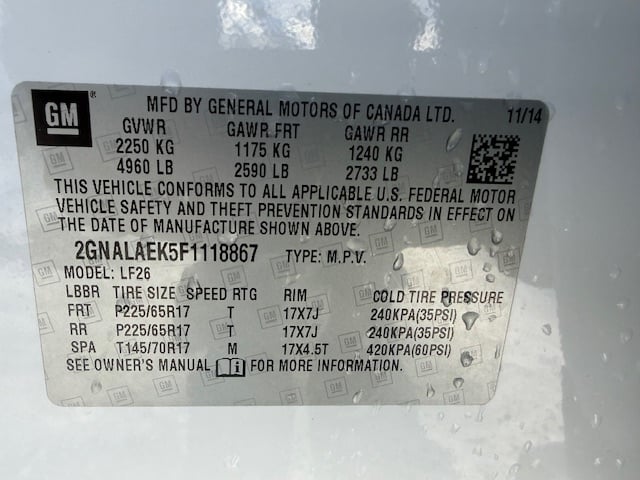 GM ® MFD BY GENERAL MOTORS OF CANADA LTD. 11/14
GVWR GAWR FRT GAWR RR
2250 KG 1175 KG 1240 KG
4960 LB 2590 LB 2733 LB
THIS VEHICLE CONFORMS TO ALL APPLICABLE U.S. FEDERAL MOTOR
VEHICLE SAFETY AND THEFT PREVENTION STANDARDS IN EFFECT ON
THE DATE OF MANUFACTURE SHOWN ABOVE.
2GNALAEK5F1118867 TYPE: M.P.V.
MODEL: LF26
LBBR TIRE SIZE SPEED RTG RIM COLD TIRE PRESSURE
FRT P225/65R17 T 17X7J 240KPA(35PSI)
RR P225/65R17 T 17X7J 240KPA(35PSI)
SPA T145/70R17 M 17X4.5T 420KPA(60PSI)
SEE OWNER'S MANUAL FOR MORE INFORMATION.